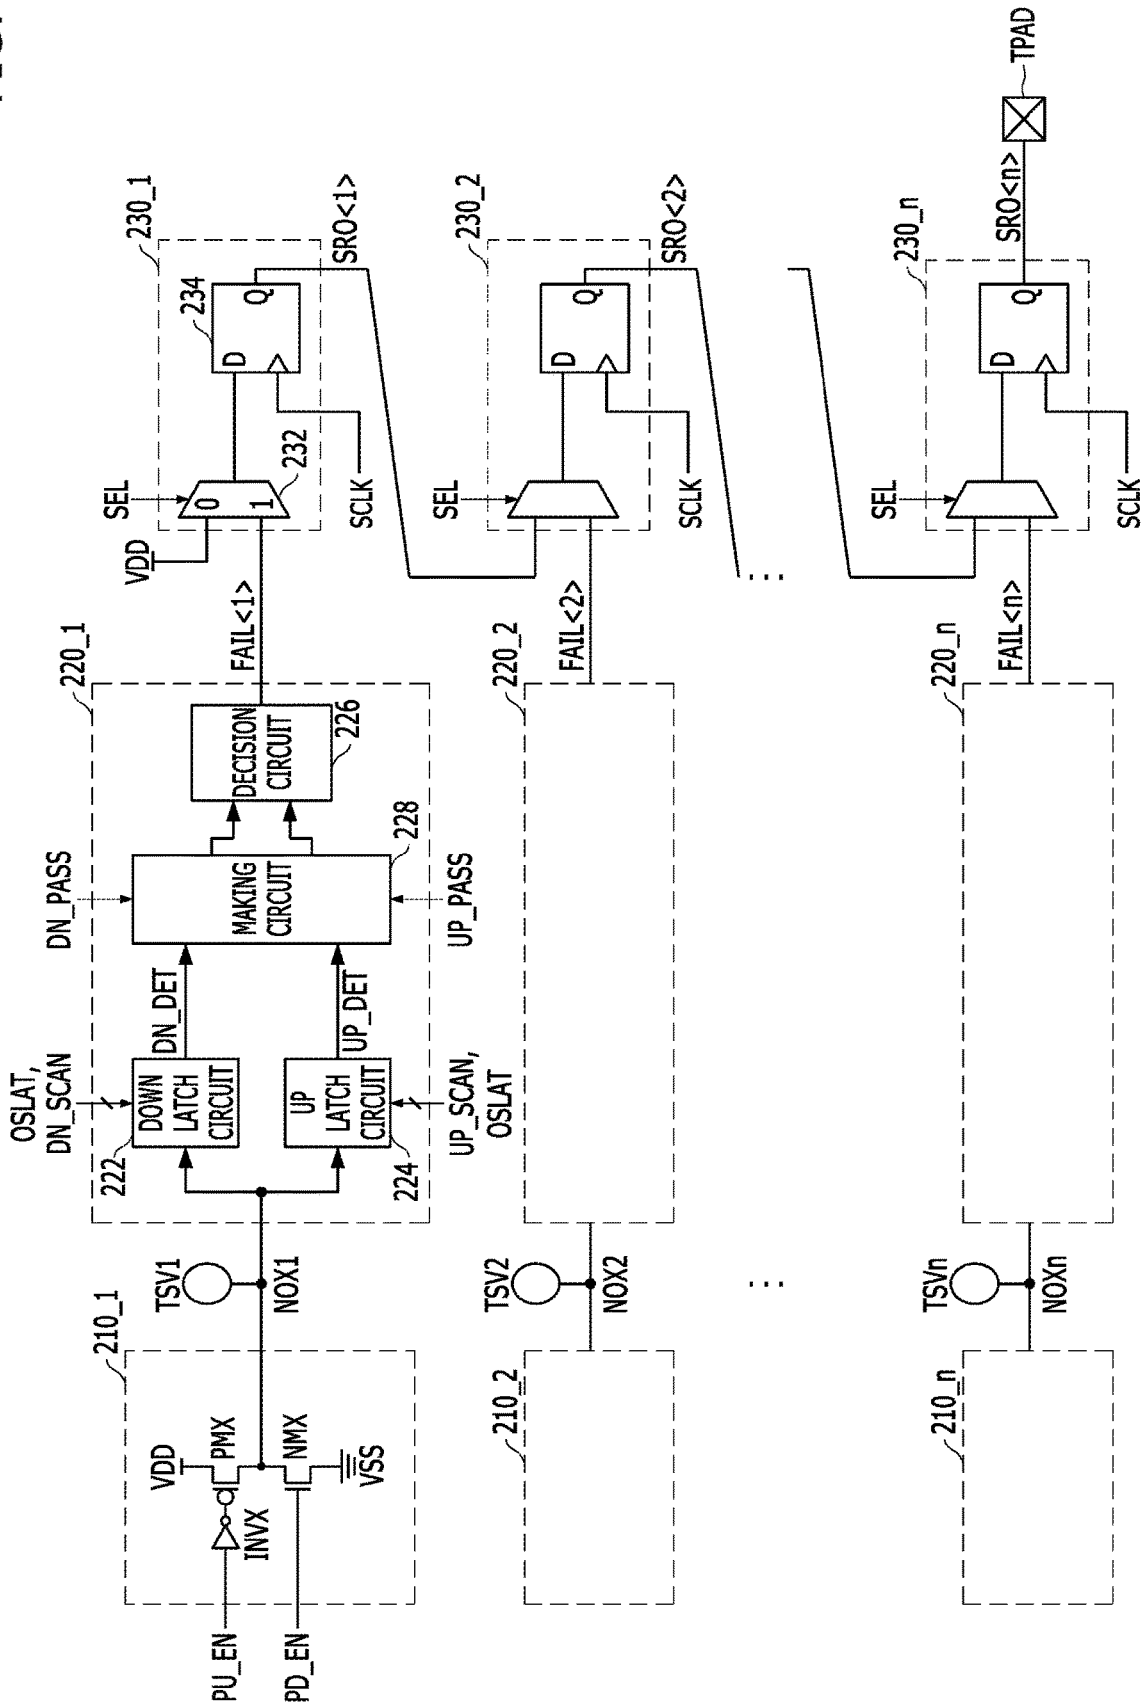 PU_EN
PD_EN
INVX
VDD
PMX
NMX
VSS
210_1
TSV1
NOX1
220_1
OSLAT,
DN_SCAN
222
DOWN
LATCH
CIRCUIT
UP
LATCH
CIRCUIT
224
UP_SCAN,
OSLAT
DN_DET
UP_DET
DN_PASS
MAKING
CIRCUIT
228
UP_PASS
DECISION
CIRCUIT
226
FAIL<1>
VDD
SEL
0
1
232
230_1
D
Q
234
SCLK
SRO<1>
210_2
TSV2
NOX2
220_2
FAIL<2>
SEL
230_2
D
Q
SCLK
SRO<2>
...
...
210_n
TSVn
NOXn
220_n
FAIL<n>
SEL
230_n
D
Q
SCLK
SRO<n>
TPAD